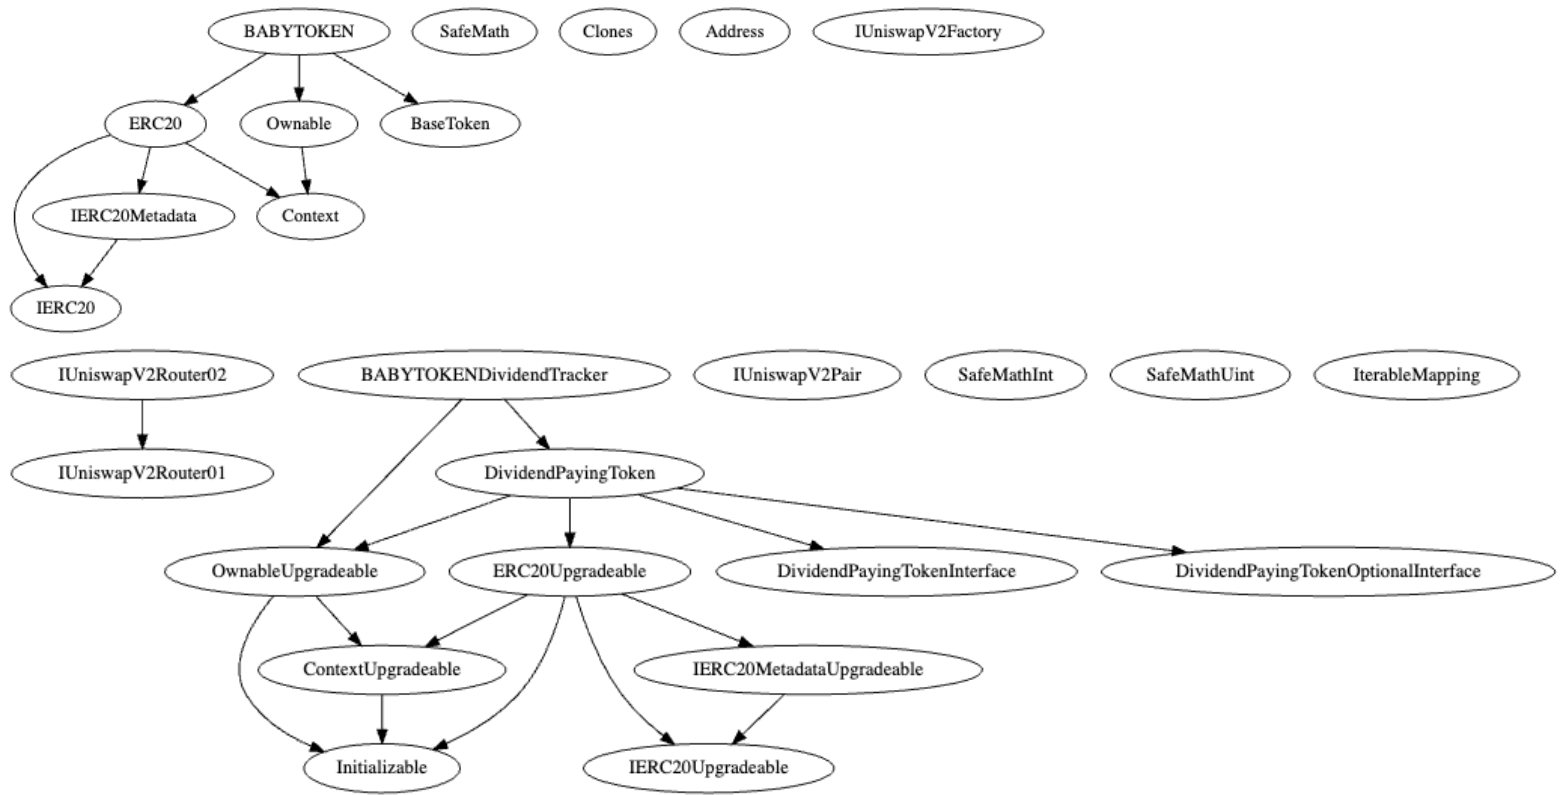 BABYTOKEN
SafeMath
Clones
Address
IUniswapV2Factory
ERC20
Ownable
BaseToken
IERC20Metadata
Context
IERC20
IUniswapV2Router02
BABYTOKENDividendTracker
IUniswapV2Pair
SafeMathInt
SafeMathUint
IterableMapping
IUniswapV2Router01
DividendPayingToken
OwnableUpgradeable
ERC20Upgradeable
DividendPayingTokenInterface
DividendPayingTokenOptionalInterface
ContextUpgradeable
IERC20MetadataUpgradeable
Initializable
IERC20Upgradeable